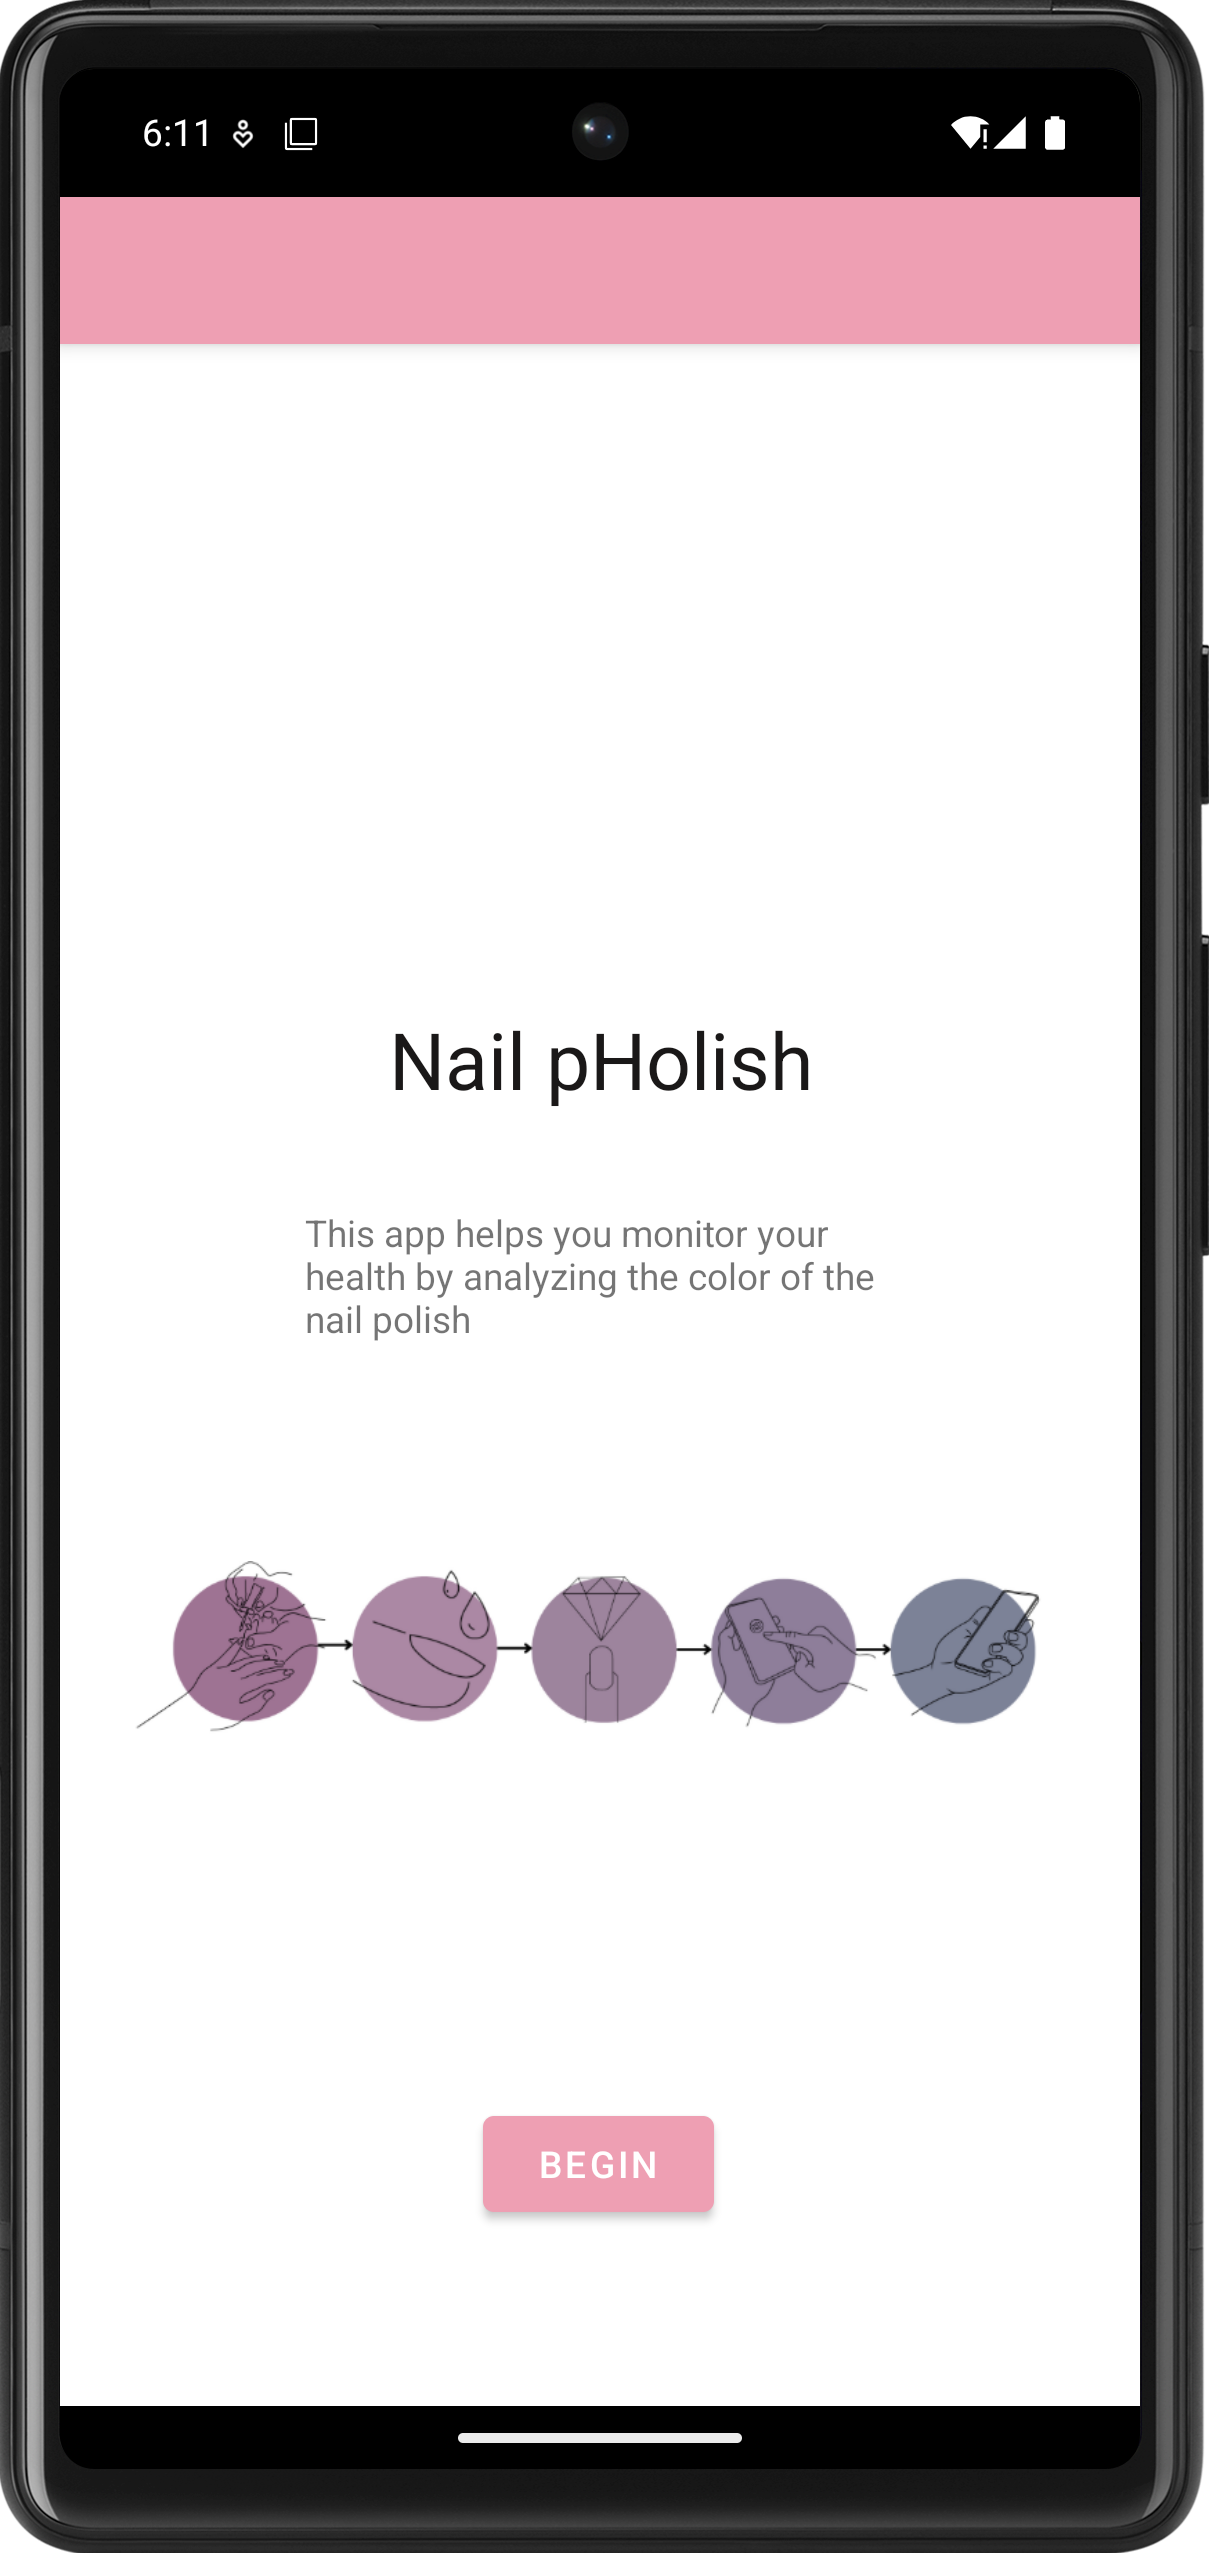 6:11
Nail pHolish
This app helps you monitor your
health by analyzing the color of the
nail polish
BEGIN